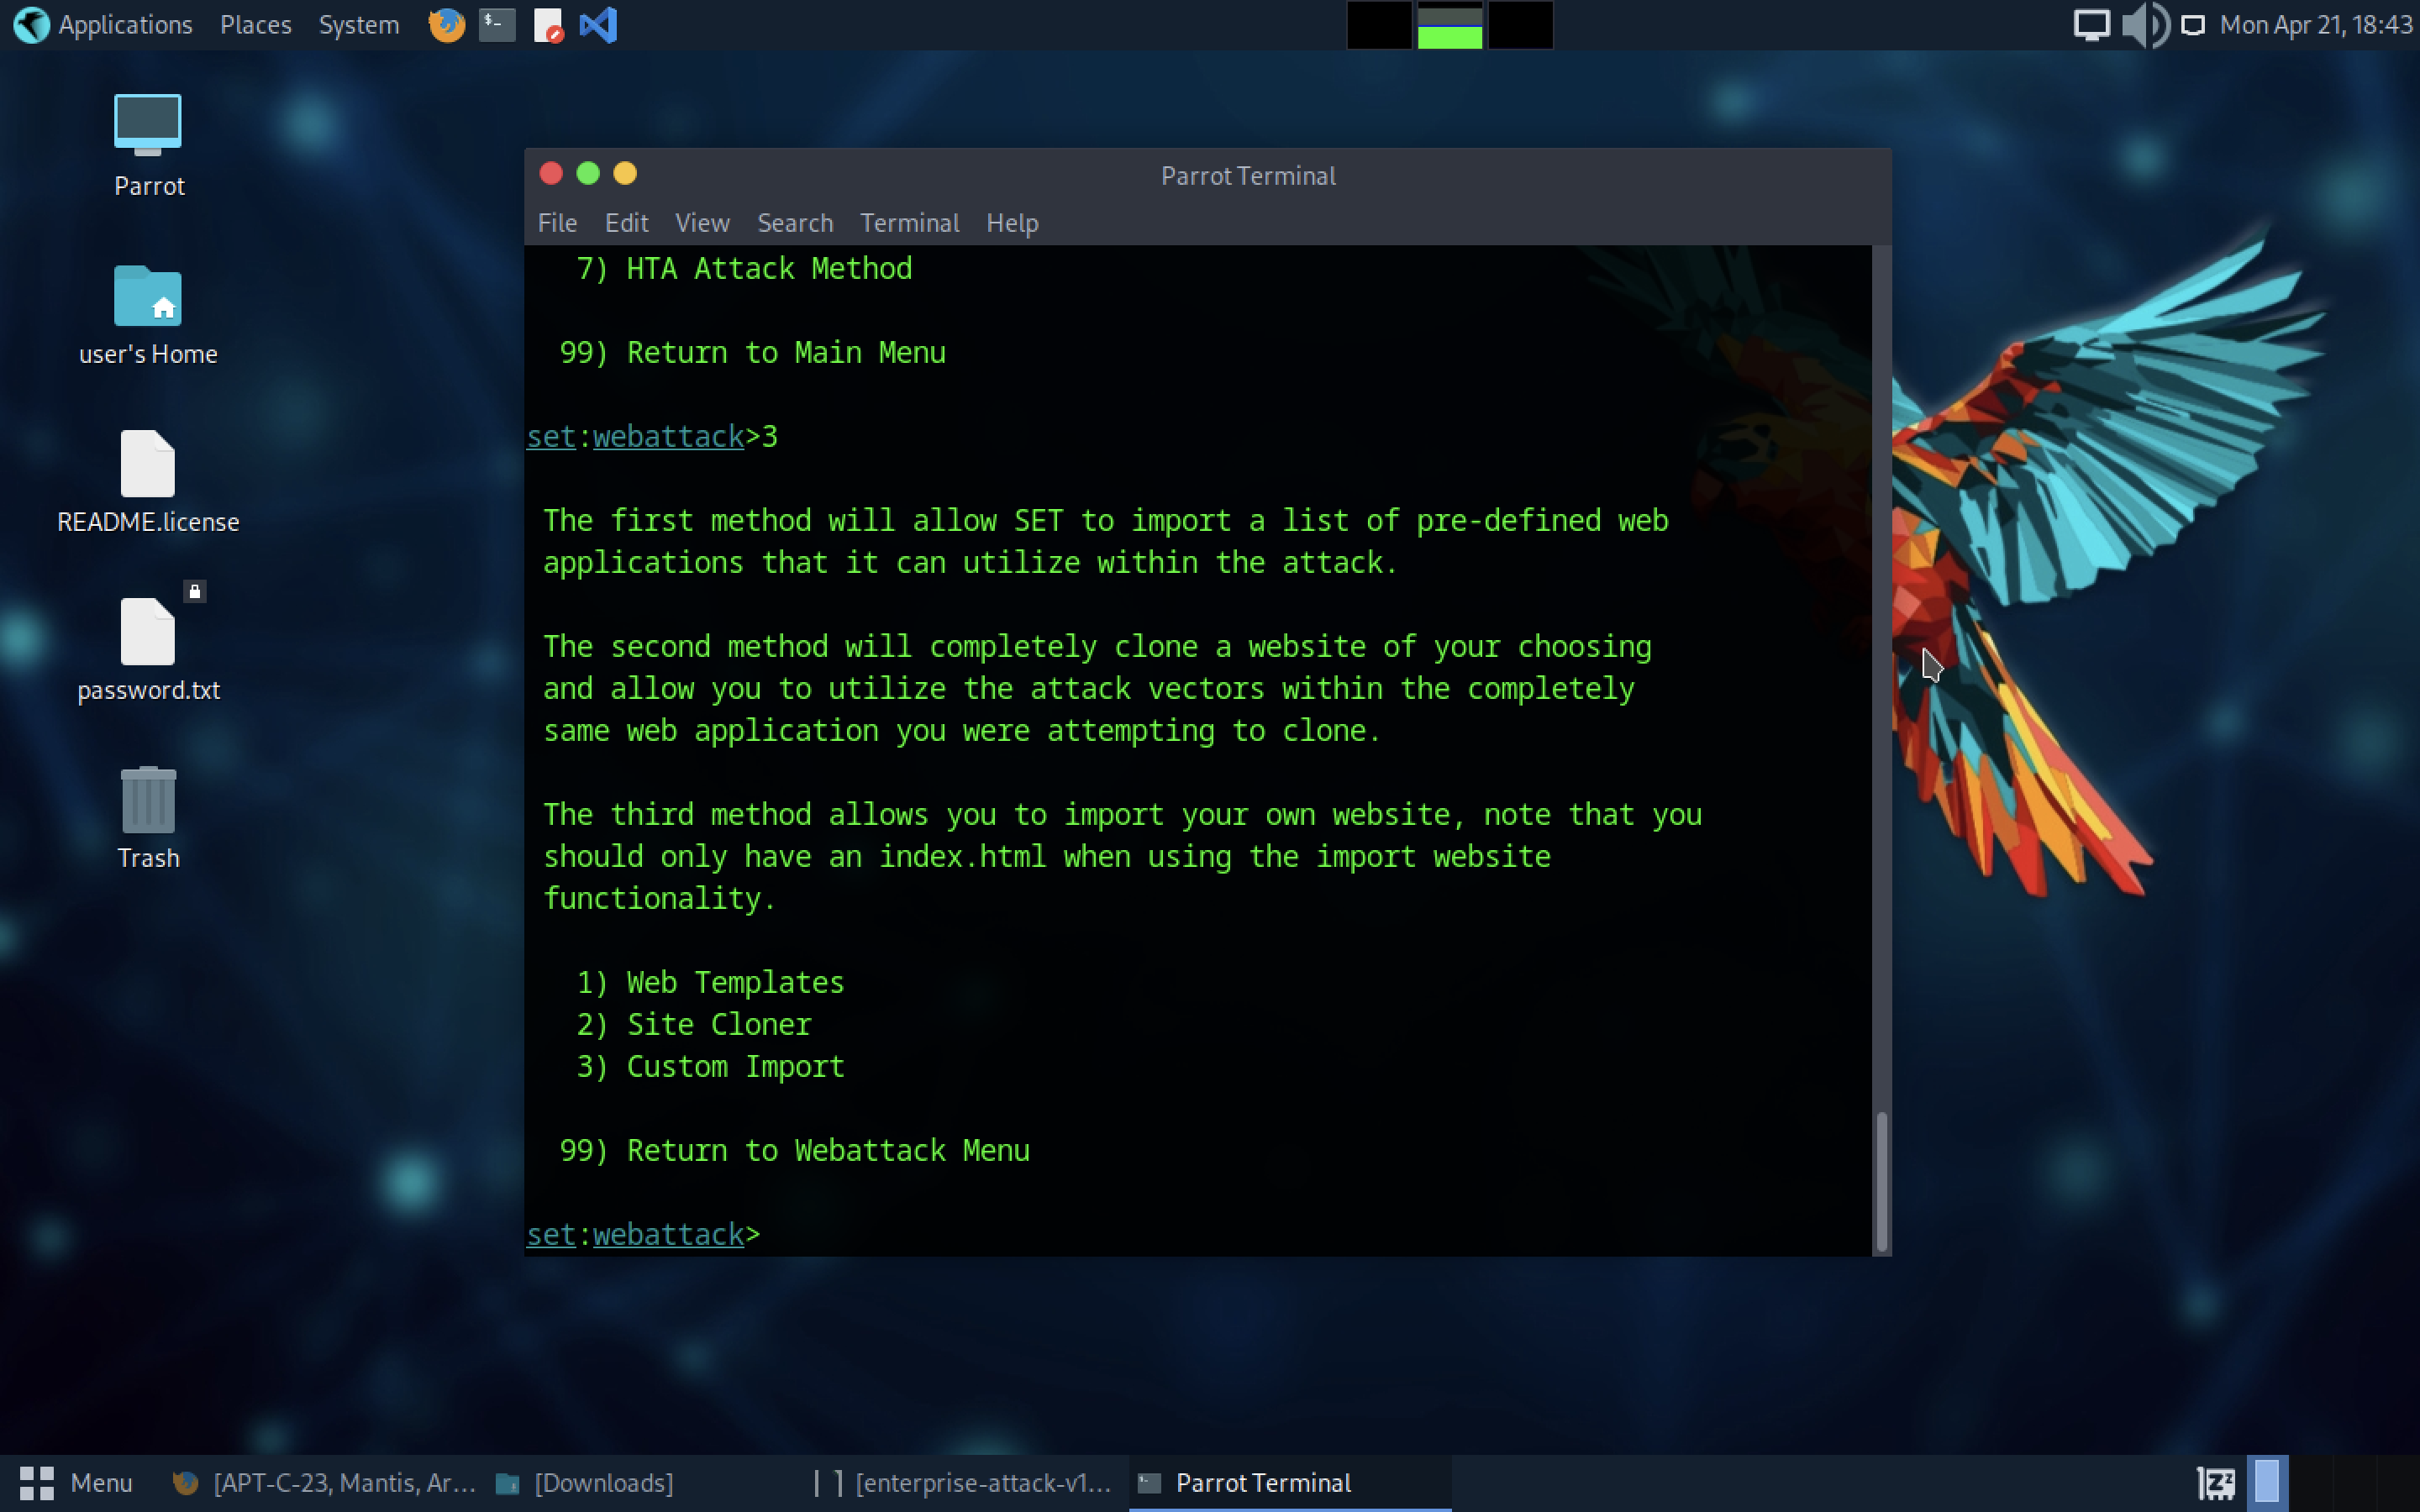 Applications Places System
Mon Apr 21, 18:43
Parrot
user's Home
README.license
password.txt
Trash
Parrot Terminal
File Edit View Search Terminal Help
7) HTA Attack Method
99) Return to Main Menu
set:webattack>3
The first method will allow SET to import a list of pre-defined web
applications that it can utilize within the attack.
The second method will completely clone a website of your choosing
and allow you to utilize the attack vectors within the completely
same web application you were attempting to clone.
The third method allows you to import your own website, note that you
should only have an index.html when using the import website
functionality.
1) Web Templates
2) Site Cloner
3) Custom Import
99) Return to Webattack Menu
set:webattack>
Menu [APT-C-23, Mantis, Ar... [Downloads] [enterprise-attack-v1... Parrot Terminal